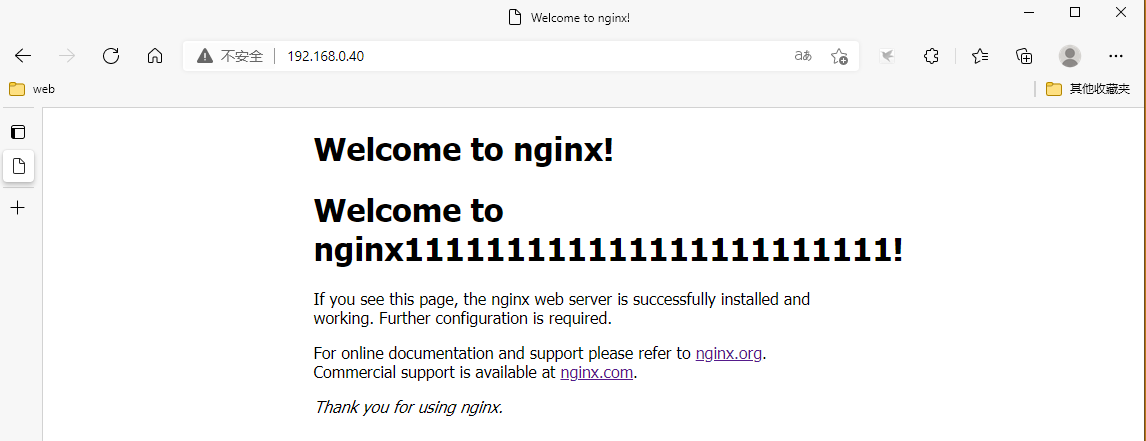 Welcome to nginx!
不安全 192.168.0.40 aあ
web 其他收藏夹
Welcome to nginx!
Welcome to
nginx111111111111111111111111!
If you see this page, the nginx web server is successfully installed and
working. Further configuration is required.
For online documentation and support please refer to nginx.org.
Commercial support is available at nginx.com.
Thank you for using nginx.